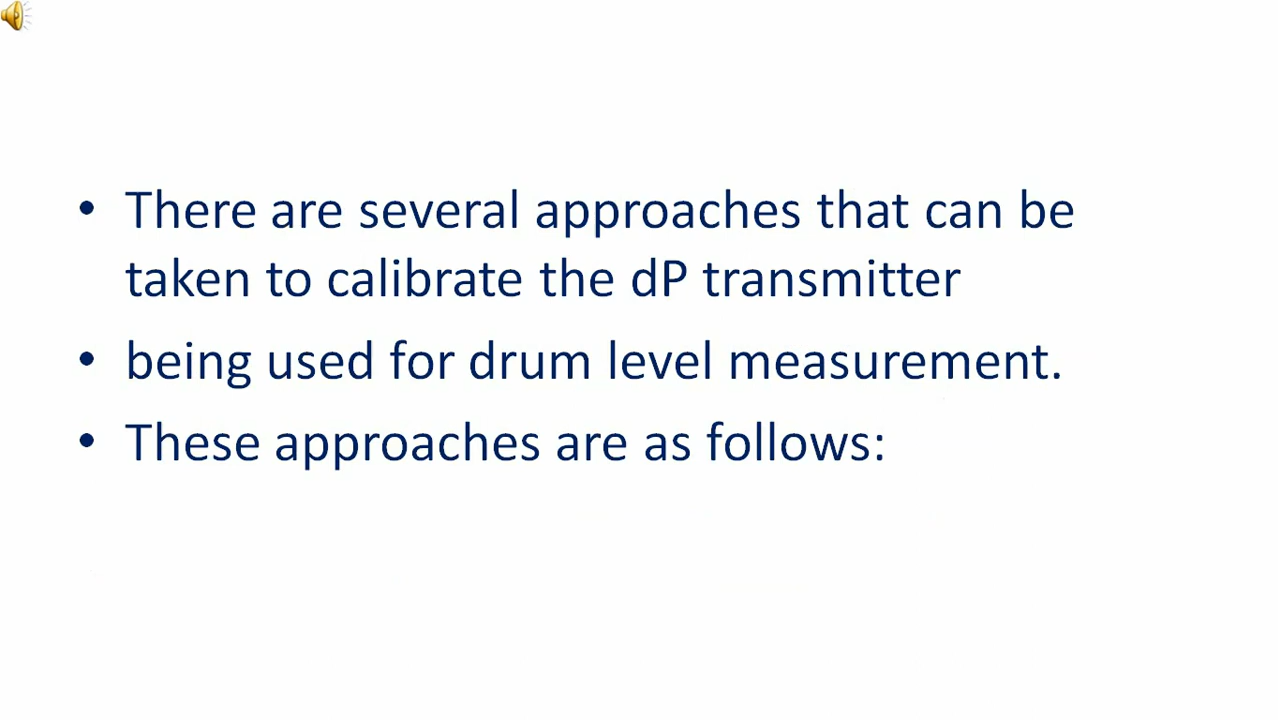 • There are several approaches that can be
taken to calibrate the dP transmitter
• being used for drum level measurement.
• These approaches are as follows: